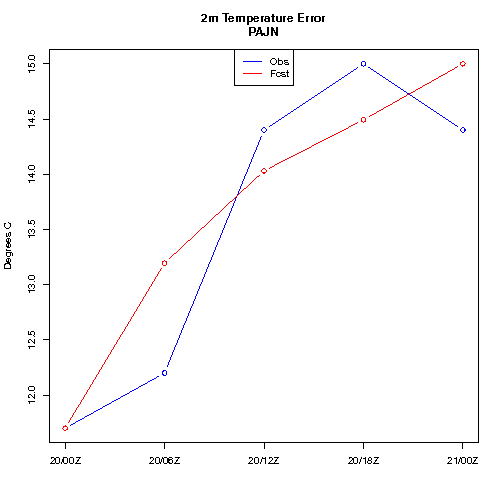 2m Temperature Error
PAJN
Obs
Fcst
Degrees C
15.0
14.5
14.0
13.5
13.0
12.5
12.0
20/00Z 20/06Z 20/12Z 20/18Z 21/00Z